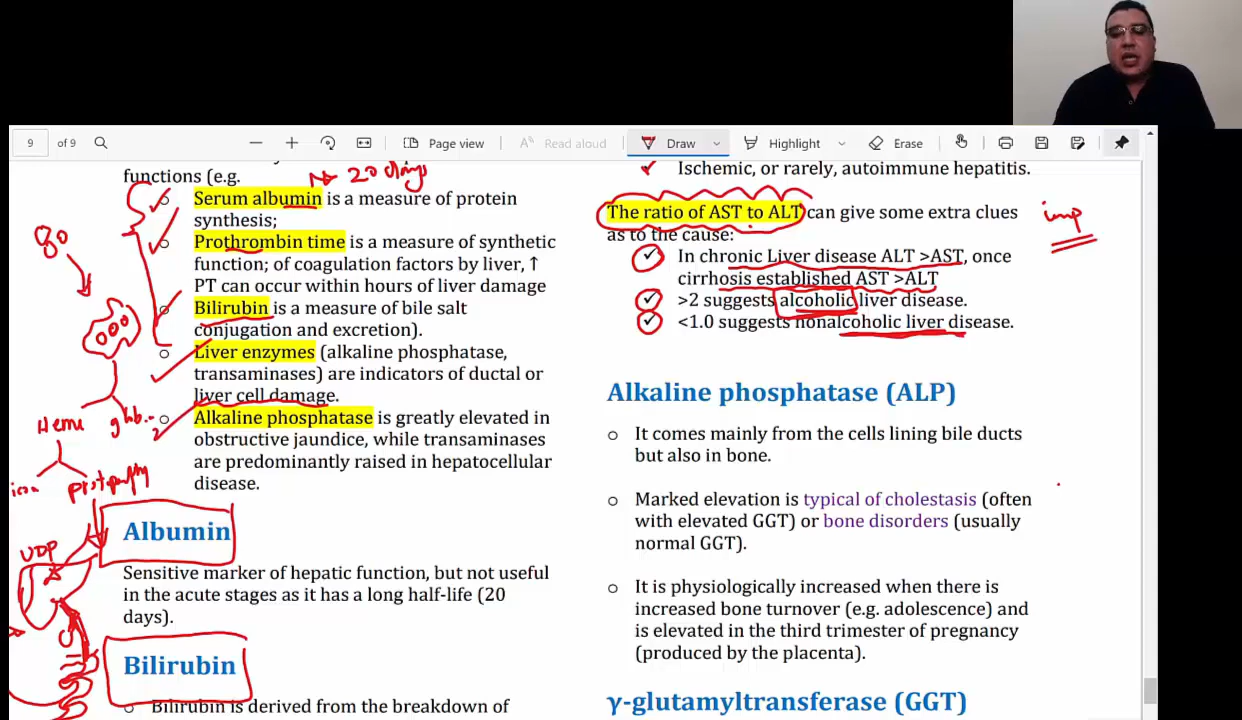 9 of 9
Page view
Read aloud
Draw
Highlight
Erase
functions (e.g.
20 days
Serum albumin is a measure of protein
synthesis;
Prothrombin time is a measure of synthetic
function; of coagulation factors by liver, ↑
PT can occur within hours of liver damage
Bilirubin is a measure of bile salt
conjugation and excretion).
Liver enzymes (alkaline phosphatase,
transaminases) are indicators of ductal or
liver cell damage.
Alkaline phosphatase is greatly elevated in
obstructive jaundice, while transaminases
are predominantly raised in hepatocellular
disease.
Heme
UDP
Albumin
Sensitive marker of hepatic function, but not useful
in the acute stages as it has a long half-life (20
days).
Bilirubin
Bilirubin is derived from the breakdown of
Ischemic, or rarely, autoimmune hepatitis.
The ratio of AST to ALT can give some extra clues
as to the cause:
imp
In chronic Liver disease ALT >AST, once
cirrhosis established AST >ALT
>2 suggests alcoholic liver disease.
<1.0 suggests nonalcoholic liver disease.
Alkaline phosphatase (ALP)
It comes mainly from the cells lining bile ducts
but also in bone.
Marked elevation is typical of cholestasis (often
with elevated GGT) or bone disorders (usually
normal GGT).
It is physiologically increased when there is
increased bone turnover (e.g. adolescence) and
is elevated in the third trimester of pregnancy
(produced by the placenta).
γ-glutamyltransferase (GGT)